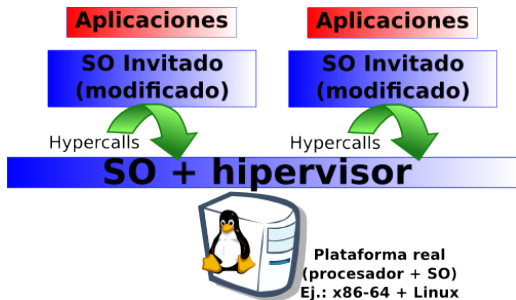 Aplicaciones
Aplicaciones
SO Invitado
(modificado)
SO Invitado
(modificado)
Hypercalls
Hypercalls
SO + hipervisor
Plataforma real
(procesador + SO)
Ej.: x86-64 + Linux